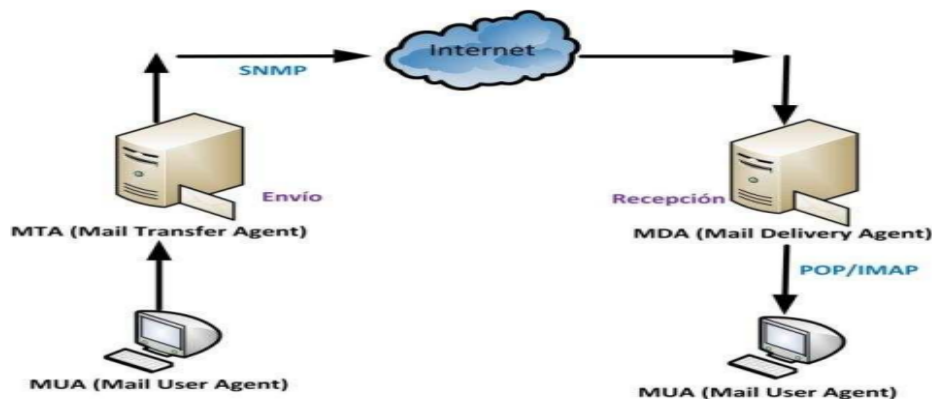 Internet
SNMP
Envío
Recepción
MTA (Mail Transfer Agent)
MDA (Mail Delivery Agent)
POP/IMAP
MUA (Mail User Agent)
MUA (Mail User Agent)